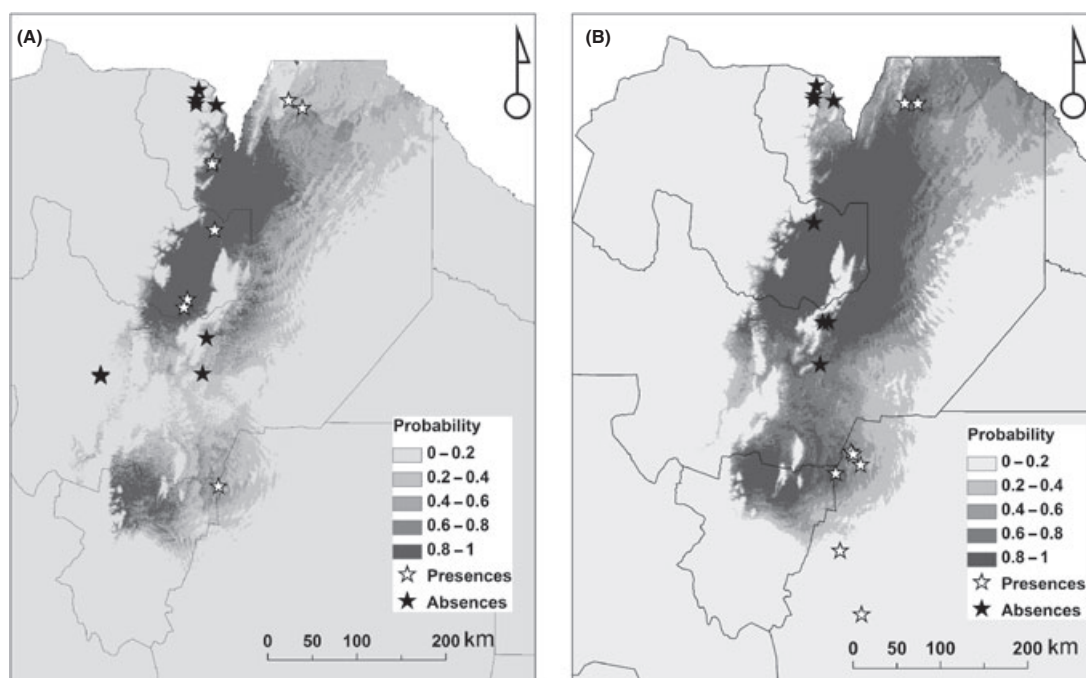 (A)
Probability
0 – 0.2
0.2 – 0.4
0.4 – 0.6
0.6 – 0.8
0.8 – 1
Presences
Absences
0 50 100 200 km
(B)
Probability
0 – 0.2
0.2 – 0.4
0.4 – 0.6
0.6 – 0.8
0.8 – 1
Presences
Absences
0 50 100 200 km